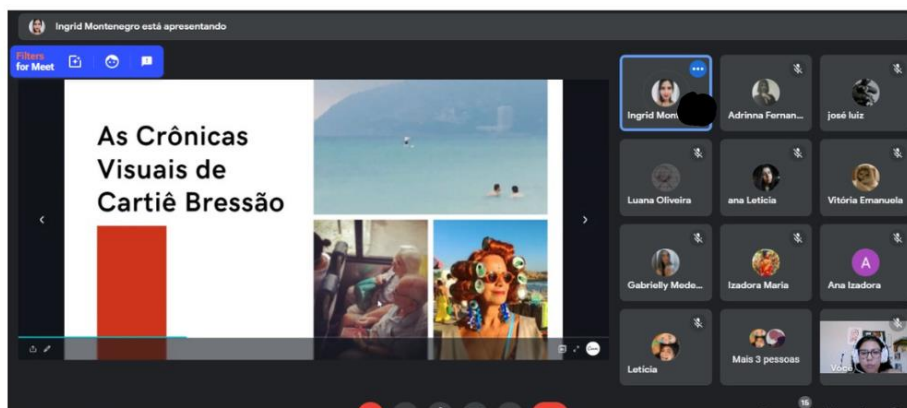 Ingrid Montenegro está apresentando
Filters
for Meet
As Crônicas
Visuais de
Cartiê Bressão
Ingrid Mon
Adrinna Fernan...
josé luiz
Luana Oliveira
ana Leticia
Vitória Emanuela
Gabrielly Mede...
Izadora Maria
A
Ana Izadora
Letícia
Mais 3 pessoas
Você
15